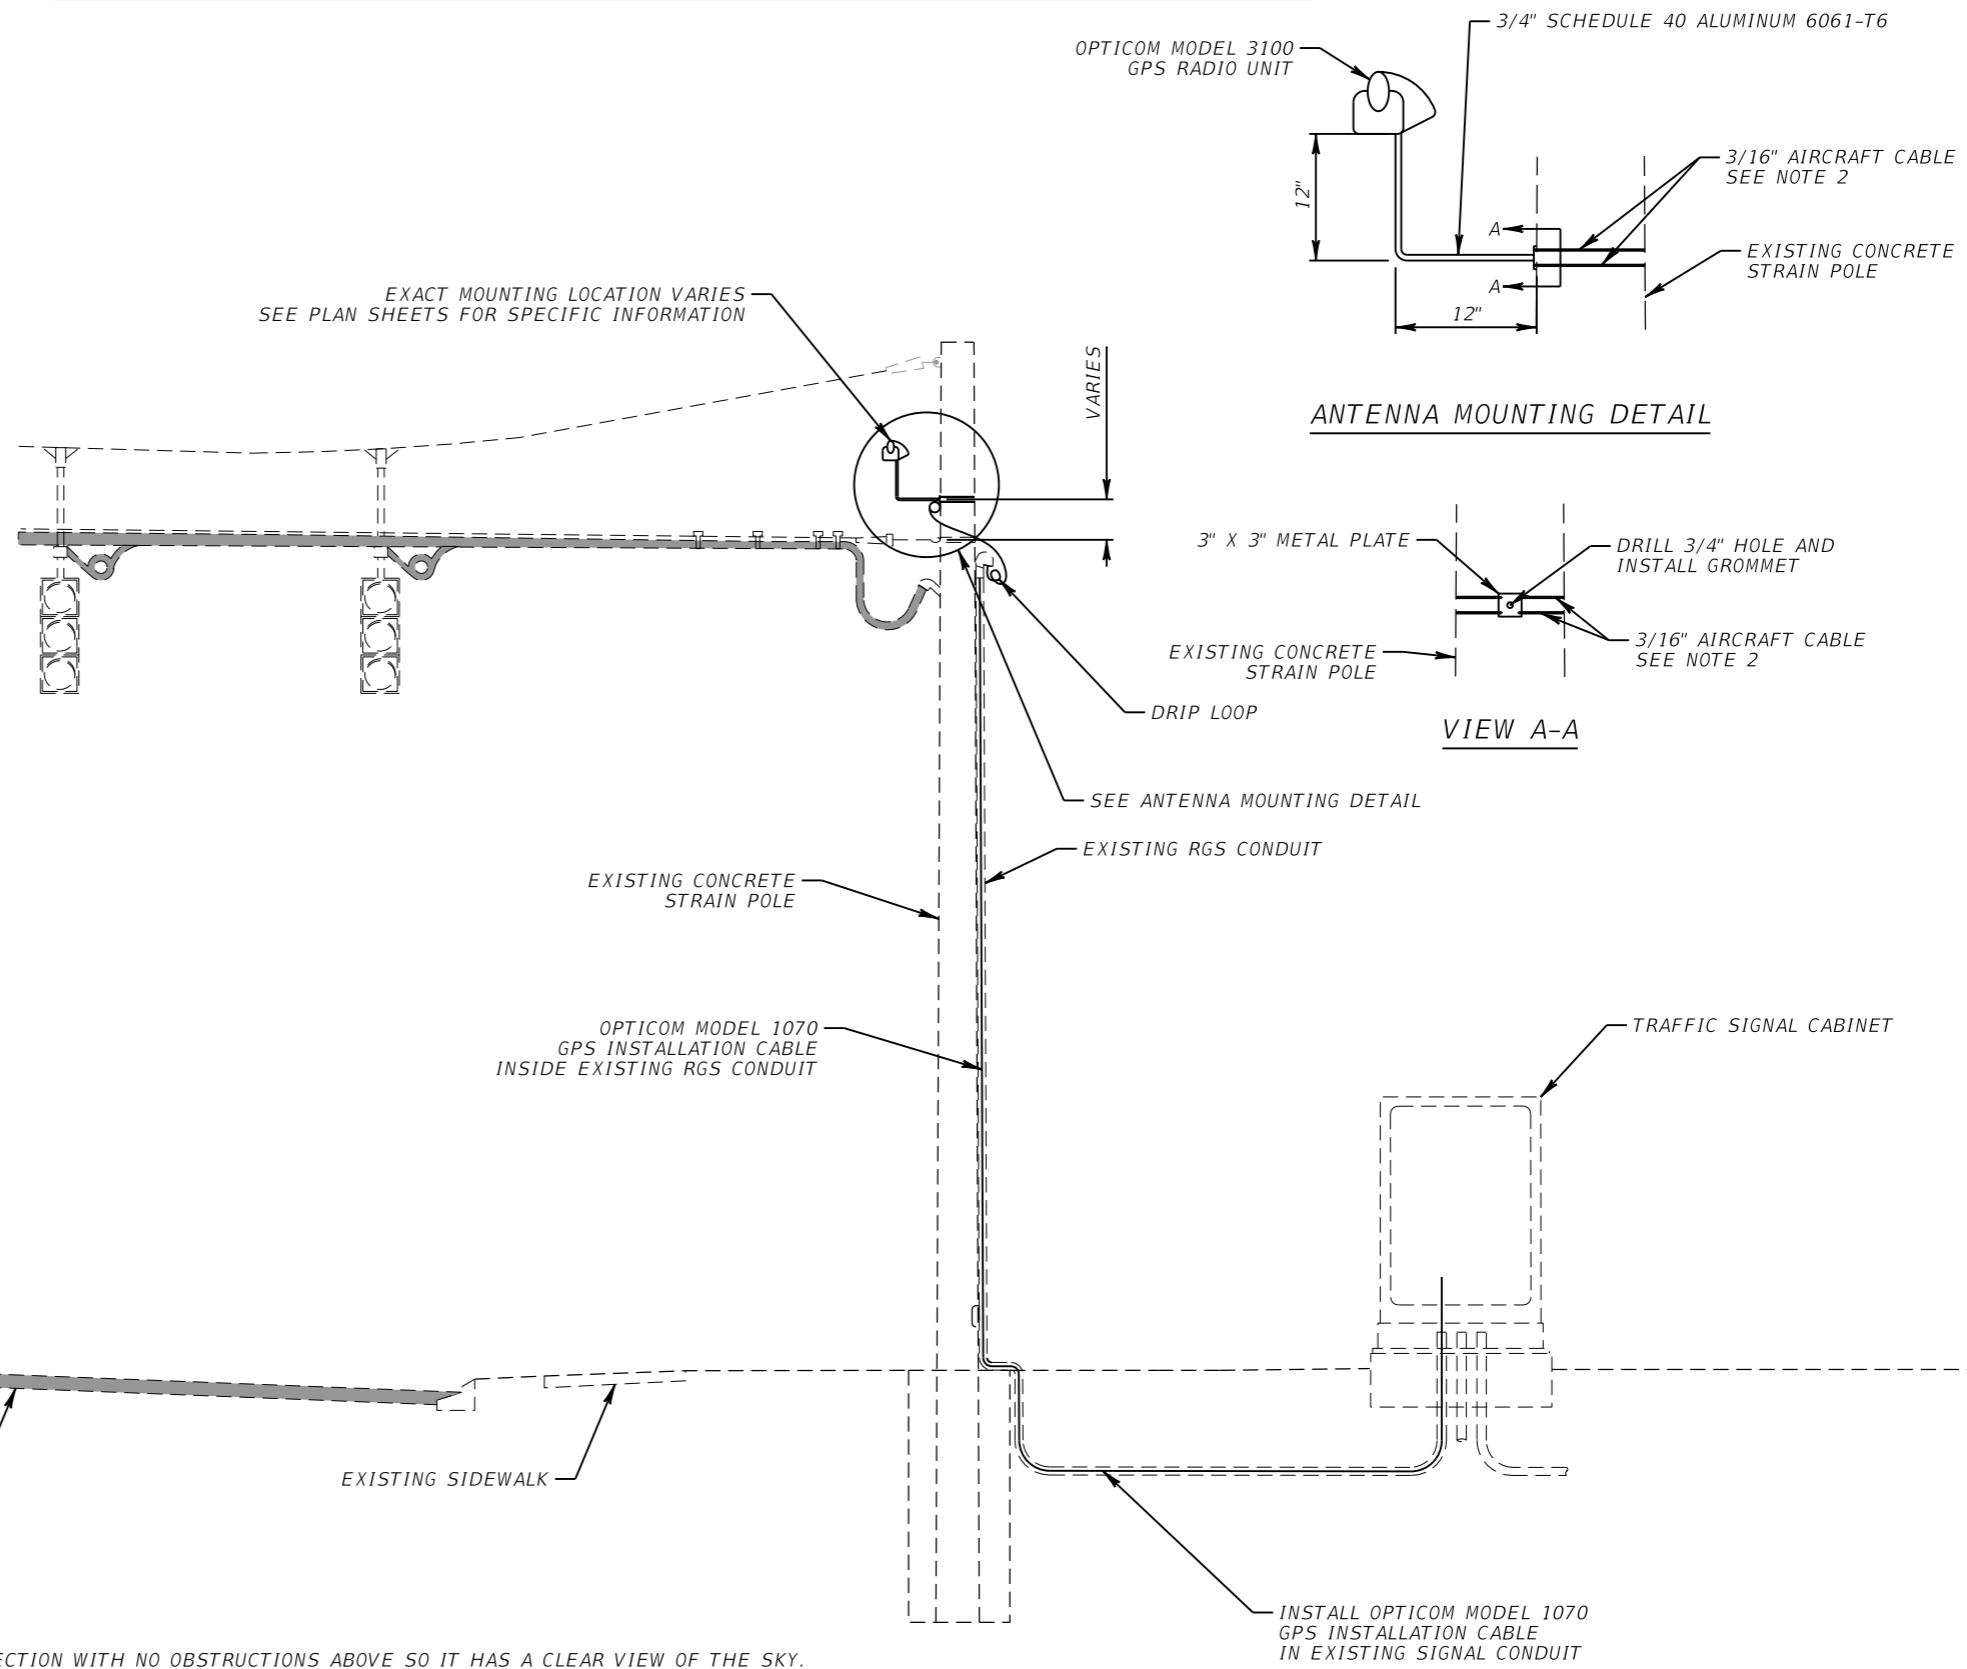 3/4" SCHEDULE 40 ALUMINUM 6061-T6
OPTICOM MODEL 3100
GPS RADIO UNIT
3/16" AIRCRAFT CABLE
SEE NOTE 2
12"
A
EXISTING CONCRETE
STRAIN POLE
A
12"
ANTENNA MOUNTING DETAIL
EXACT MOUNTING LOCATION VARIES
SEE PLAN SHEETS FOR SPECIFIC INFORMATION
VARIES
3" X 3" METAL PLATE
DRILL 3/4" HOLE AND
INSTALL GROMMET
3/16" AIRCRAFT CABLE
SEE NOTE 2
EXISTING CONCRETE
STRAIN POLE
VIEW A-A
DRIP LOOP
SEE ANTENNA MOUNTING DETAIL
EXISTING RGS CONDUIT
EXISTING CONCRETE
STRAIN POLE
OPTICOM MODEL 1070
GPS INSTALLATION CABLE
INSIDE EXISTING RGS CONDUIT
TRAFFIC SIGNAL CABINET
EXISTING SIDEWALK
INSTALL OPTICOM MODEL 1070
GPS INSTALLATION CABLE
IN EXISTING SIGNAL CONDUIT
ECTION WITH NO OBSTRUCTIONS ABOVE SO IT HAS A CLEAR VIEW OF THE SKY.